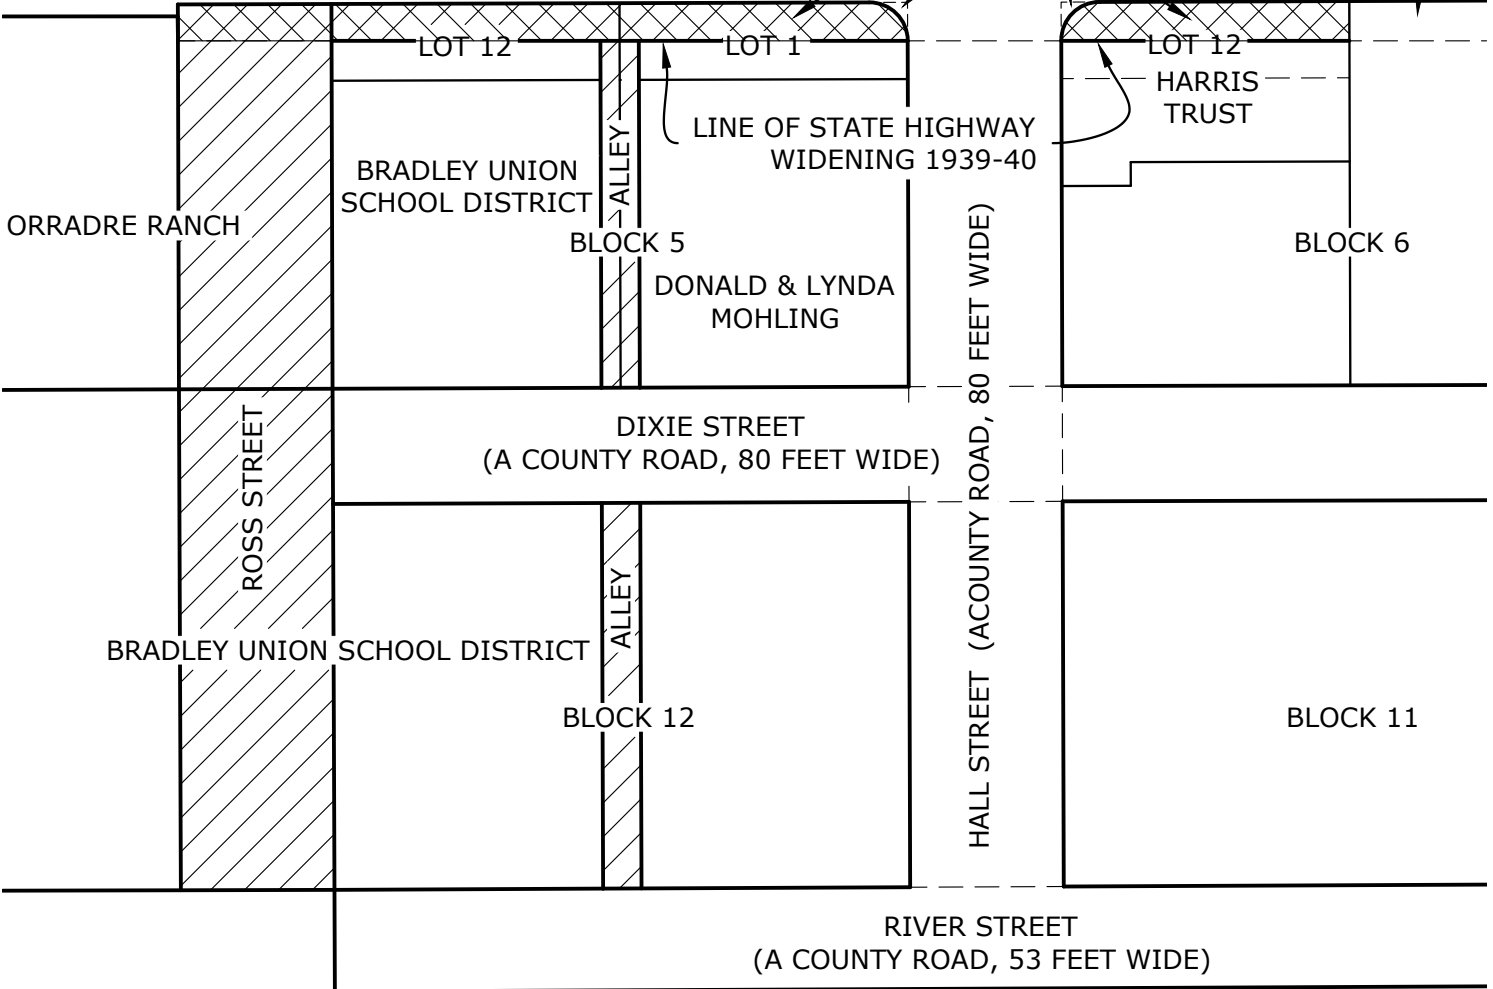 LOT 12
LOT 1
LOT 12
HARRIS
TRUST
LINE OF STATE HIGHWAY
WIDENING 1939-40
ALLEY
BRADLEY UNION
SCHOOL DISTRICT
ORRADRE RANCH
BLOCK 5
BLOCK 6
DONALD & LYNDA
MOHLING
HALL STREET (ACOUNTY ROAD, 80 FEET WIDE)
DIXIE STREET
(A COUNTY ROAD, 80 FEET WIDE)
ROSS STREET
ALLEY
BRADLEY UNION SCHOOL DISTRICT
BLOCK 12
BLOCK 11
RIVER STREET
(A COUNTY ROAD, 53 FEET WIDE)